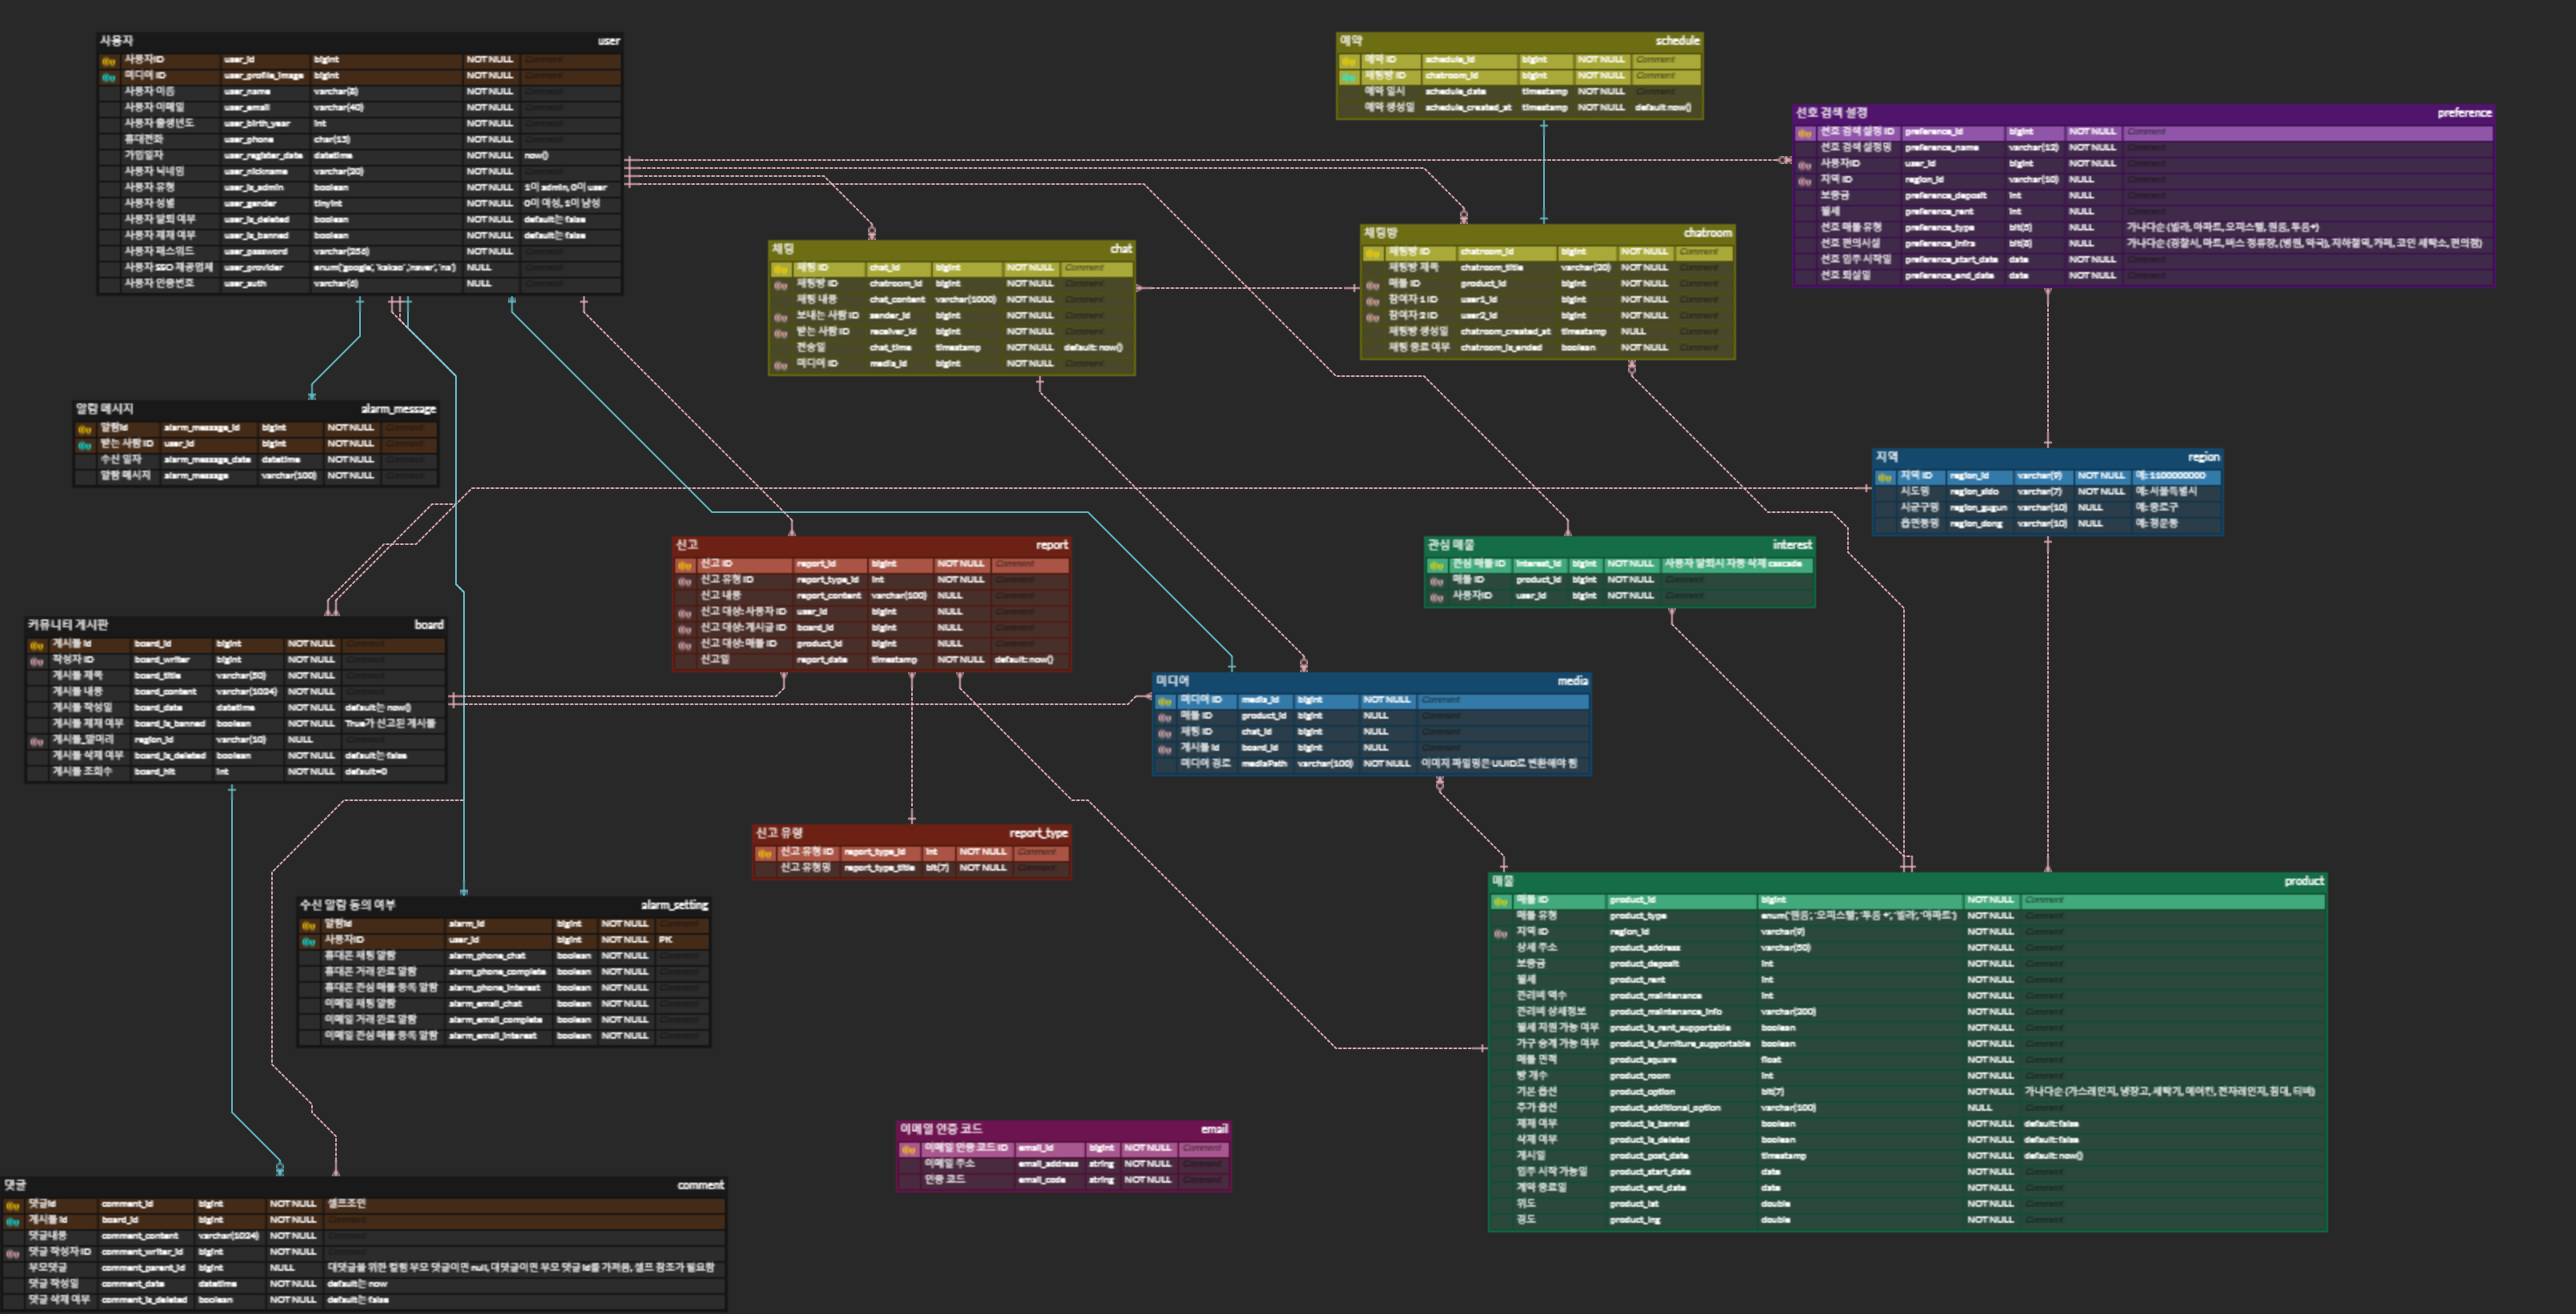 사용자 user
사용자ID user_id bigint NOT NULL Comment
미디어 ID user_profile_image bigint NOT NULL Comment
사용자 이름 user_name NOT NULL Comment
사용자 이메일 user_email varchar(40) NOT NULL Comment
사용자 출생년도 user_birth_year int NOT NULL Comment
휴대전화 user_phone char(13) NOT NULL Comment
가입일자 user_register_date datetime NOT NULL now()
사용자 닉네임 user_nickname varchar(20) NOT NULL Comment
사용자 유형 user_is_admin boolean NOT NULL 1이 admin, 0이 user
사용자 성별 user_gender tinyint NOT NULL 0이 여성, 1이 남성
사용자 탈퇴 여부 user_is_deleted boolean NOT NULL default는 false
사용자 제재 여부 user_is_banned boolean NOT NULL default는 false
사용자 패스워드 user_password varchar(256) NOT NULL Comment
사용자 SSO 제공업체 user_provider enum('google', 'kakao', 'naver', 'na') NULL Comment
사용자 인증번호 user_auth varchar(6) NULL Comment
예약 schedule
예약 ID schedule_id bigint NOT NULL Comment
채팅방 ID chatroom_id bigint NOT NULL Comment
예약 일시 schedule_date timestamp NOT NULL Comment
예약 생성일 schedule_created_at timestamp NOT NULL default now()
선호 검색 설정 preference
선호 검색 설정 ID preference_id bigint NOT NULL Comment
선호 검색 설정명 preference_name varchar(12) NOT NULL Comment
사용자ID user_id bigint NOT NULL Comment
지역 ID region_id varchar(10) NULL Comment
보증금 preference_deposit int NULL Comment
월세 preference_rent int NULL Comment
선호 매물 유형 preference_type bit(5) NULL 가나다순 (빌라, 아파트, 오피스텔, 원룸, 투룸+)
선호 편의시설 preference_infra bit(8) NULL 가나다순 (경찰서, 마트, 버스 정류장, (병원, 약국), 지하철역, 카페, 코인 세탁소, 편의점)
선호 입주 시작일 preference_start_date date NULL Comment
선호 퇴실일 preference_end_date date NULL Comment
채팅 chat
채팅 ID chat_id bigint NOT NULL Comment
채팅방 ID chatroom_id bigint NOT NULL Comment
채팅 내용 chat_content varchar(1000) NOT NULL Comment
보내는 사람 ID sender_id bigint NOT NULL Comment
받는 사람 ID receiver_id bigint NOT NULL Comment
전송일 chat_time timestamp NOT NULL default: now()
미디어 ID media_id bigint NOT NULL Comment
채팅방 chatroom
채팅방 ID chatroom_id bigint NOT NULL Comment
채팅방 제목 chatroom_title varchar(20) NOT NULL Comment
매물 ID product_id bigint NOT NULL Comment
참여자 1 ID user1_id bigint NOT NULL Comment
참여자 2 ID user2_id bigint NOT NULL Comment
채팅방 생성일 chatroom_created_at timestamp NULL Comment
채팅 종료 여부 chatroom_is_ended boolean NOT NULL Comment
알람 메시지 alarm_message
알람id alarm_message_id bigint NOT NULL Comment
받는 사람 ID user_id bigint NOT NULL Comment
수신 일자 alarm_message_date datetime NOT NULL Comment
알람 메시지 alarm_message varchar(100) NOT NULL Comment
지역 region
지역 ID region_id varchar(9) NOT NULL 예: 1100000000
시도명 region_sido varchar(7) NOT NULL 예: 서울특별시
시군구명 region_gugun varchar(10) NULL 예: 종로구
읍면동명 region_dong varchar(10) NULL 예: 청운동
신고 report
신고 ID report_id bigint NOT NULL Comment
신고 유형 ID report_type_id int NOT NULL Comment
신고 내용 report_content varchar(500) NULL Comment
신고 대상: 사용자 ID user_id bigint NULL Comment
신고 대상: 게시글 ID board_id bigint NULL Comment
신고 대상: 매물 ID product_id bigint NULL Comment
신고일 report_date timestamp NOT NULL default: now()
관심 매물 interest
관심 매물 ID interest_id bigint NOT NULL 사용자 탈퇴시 자동 삭제 cascade
매물 ID product_id bigint NOT NULL Comment
사용자ID user_id bigint NOT NULL Comment
커뮤니티 게시판 board
게시물 id board_id bigint NOT NULL Comment
작성자 ID board_writer bigint NOT NULL Comment
게시물 제목 board_title varchar(50) NOT NULL Comment
게시물 내용 board_content varchar(1024) NOT NULL Comment
게시물 작성일 board_date datetime NOT NULL default는 now()
게시물 제재 여부 board_is_banned boolean NOT NULL True가 신고된 게시물
게시물_말머리 region_id varchar(10) NULL Comment
게시물 삭제 여부 board_is_deleted boolean NOT NULL default는 false
게시물 조회수 board_hit int NOT NULL default=0
미디어 media
미디어 ID media_id bigint NOT NULL Comment
매물 ID product_id bigint NULL Comment
채팅 ID chat_id bigint NULL Comment
게시물 id board_id bigint NULL Comment
미디어 경로 mediaPath varchar(100) NOT NULL 이미지 파일명은 UUID로 변환해야 됨
신고 유형 report_type
신고 유형 ID report_type_id int NOT NULL Comment
신고 유형명 report_type_title bit(7) NOT NULL Comment
수신 알람 동의 여부 alarm_setting
알람id alarm_id bigint NOT NULL Comment
사용자ID user_id bigint NOT NULL PK
휴대폰 채팅 알람 alarm_phone_chat boolean NOT NULL Comment
휴대폰 거래 완료 알람 alarm_phone_complete boolean NOT NULL Comment
휴대폰 관심 매물 등록 알람 alarm_phone_interest boolean NOT NULL Comment
이메일 채팅 알람 alarm_email_chat boolean NOT NULL Comment
이메일 거래 완료 알람 alarm_email_complete boolean NOT NULL Comment
이메일 관심 매물 등록 알람 alarm_email_interest boolean NOT NULL Comment
매물 product
매물 ID product_id bigint NOT NULL Comment
매물 유형 product_type enum('원룸', '오피스텔', '투룸 +', '빌라', '아파트') NOT NULL Comment
지역 ID region_id varchar(9) NOT NULL Comment
상세 주소 product_address varchar(50) NOT NULL Comment
보증금 product_deposit int NOT NULL Comment
월세 product_rent int NOT NULL Comment
관리비 액수 product_maintenance int NOT NULL Comment
관리비 상세정보 product_maintenance_info varchar(200) NOT NULL Comment
월세 지원 가능 여부 product_is_rent_supportable boolean NOT NULL Comment
가구 승계 가능 여부 product_is_furniture_supportable boolean NOT NULL Comment
매물 면적 product_square float NOT NULL Comment
방 개수 product_room int NOT NULL Comment
기본 옵션 product_option bit(7) NOT NULL 가나다순 (가스레인지, 냉장고, 세탁기, 에어컨, 전자레인지, 침대, 티비)
추가 옵션 product_additional_option varchar(100) NULL Comment
제재 여부 product_is_banned boolean NOT NULL default: false
삭제 여부 product_is_deleted boolean NOT NULL default: false
게시일 product_post_date timestamp NOT NULL default: now()
입주 시작 가능일 product_start_date date NOT NULL Comment
계약 종료일 product_end_date date NOT NULL Comment
위도 product_lat double NOT NULL Comment
경도 product_lng double NOT NULL Comment
이메일 인증 코드 email
이메일 인증 코드 ID email_id bigint NOT NULL Comment
이메일 주소 email_address string NOT NULL Comment
인증 코드 email_code string NOT NULL Comment
댓글 comment
댓글id comment_id bigint NOT NULL 셀프조인
게시물 id board_id bigint NOT NULL Comment
댓글내용 comment_content varchar(1024) NOT NULL Comment
댓글 작성자 ID comment_writer_id bigint NOT NULL Comment
부모댓글 comment_parent_id bigint NULL 대댓글을 위한 컬럼 부모 댓글이면 null, 대댓글이면 부모 댓글 id를 가져옴, 셀프 참조가 필요함
댓글 작성일 comment_date datetime NOT NULL default는 now
댓글 삭제 여부 comment_is_deleted boolean NOT NULL default는 false